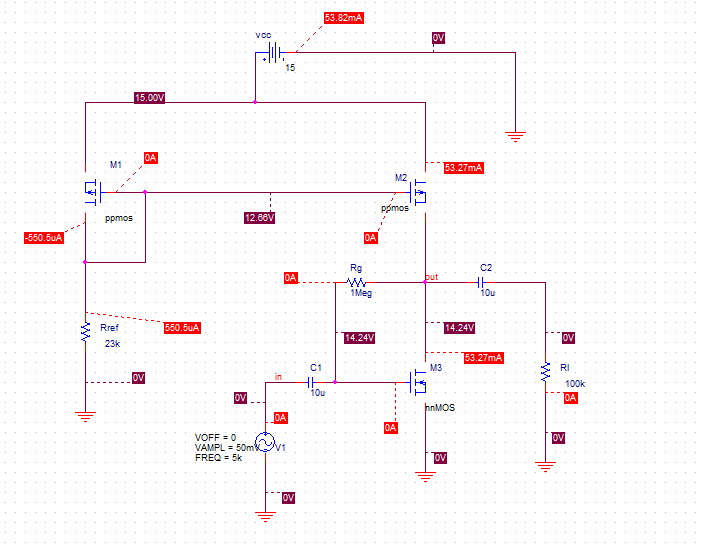 53.82mA
vcc
0V
15
15.00V
M1
0A
53.27mA
M2
ppmos
ppmos
12.66V
-550.5uA
0A
Rg
out
C2
0A
1Meg
10u
550.5uA
Rref
23k
14.24V
14.24V
0V
53.27mA
0V
in
C1
M3
Rl
10u
100k
0V
0A
hnMOS
0A
0A
VOFF = 0
VAMPL = 50mV
V1
FREQ = 5k
0V
0V
0V